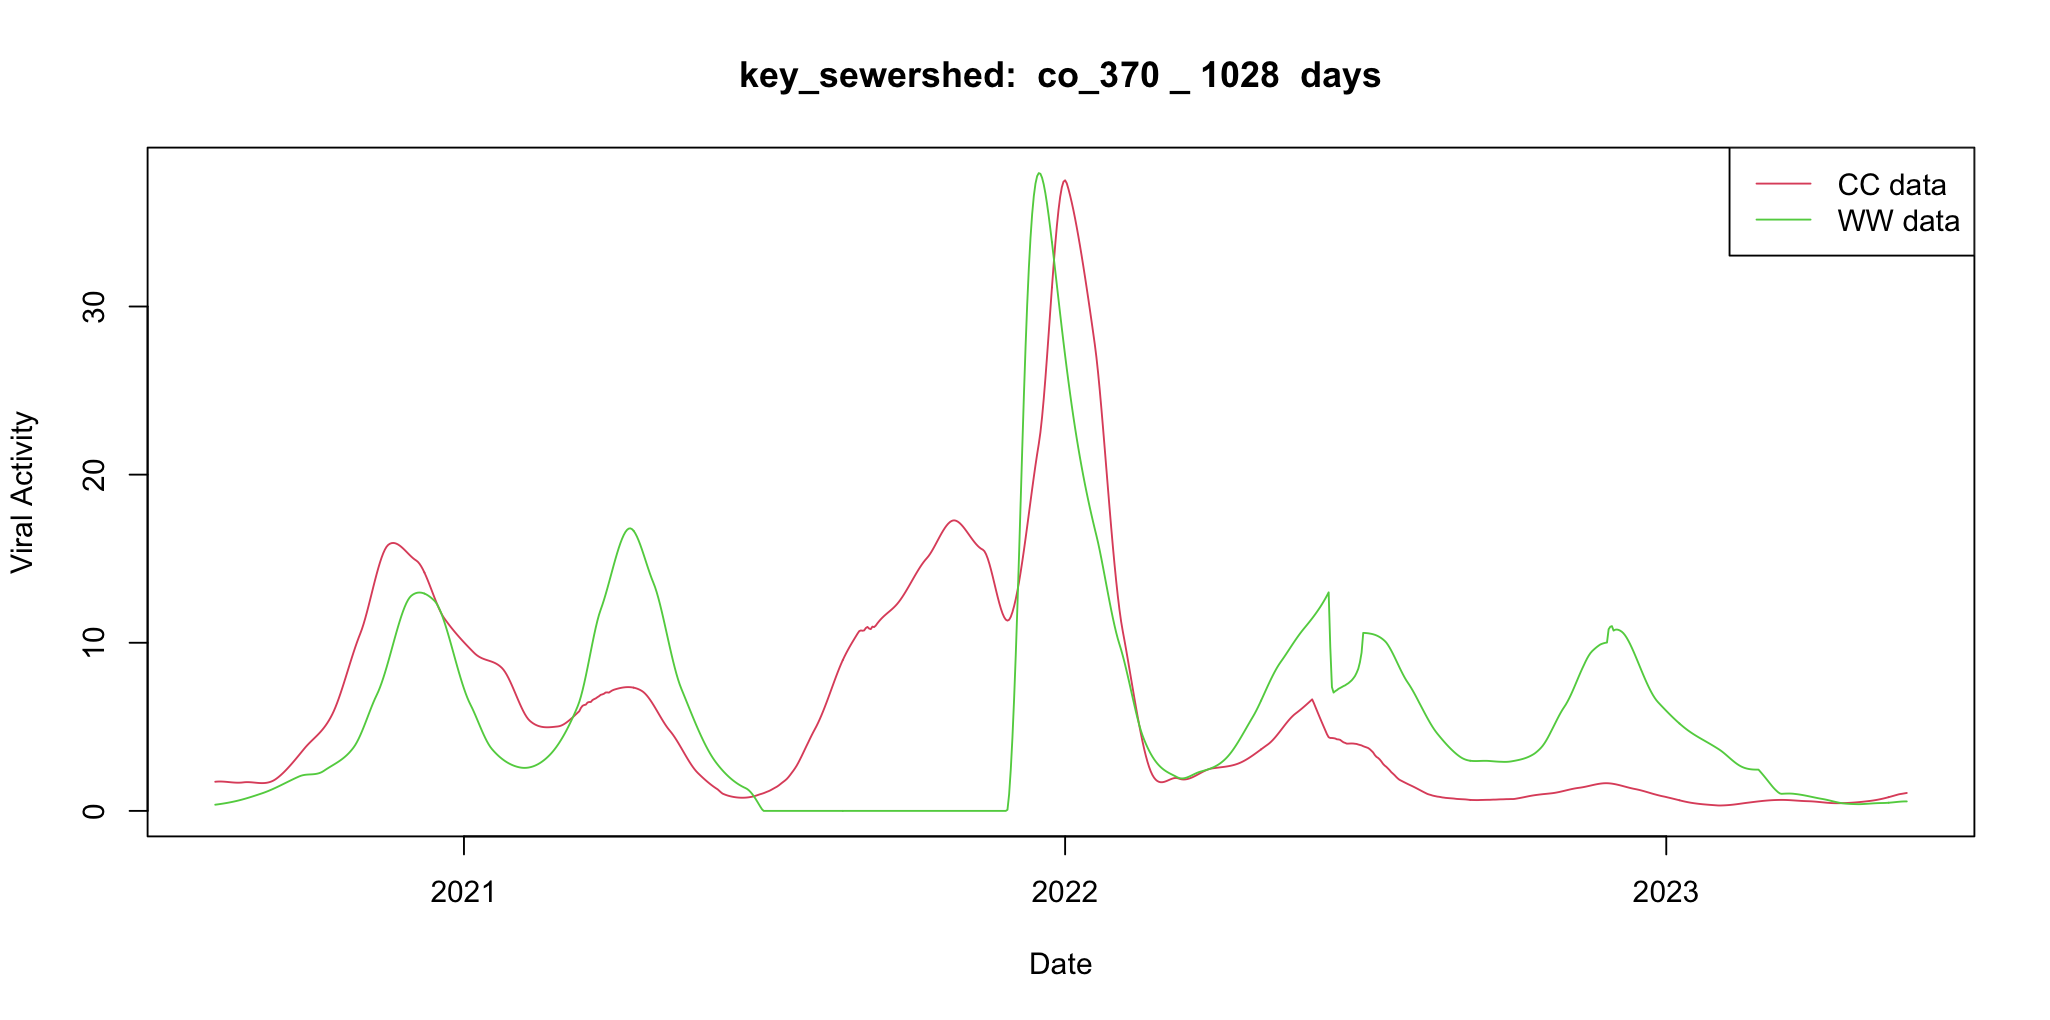 key_sewershed:  co_370 _ 1028  days
CC data
WW data
Viral Activity
30
20
10
0
2021
2022
2023
Date